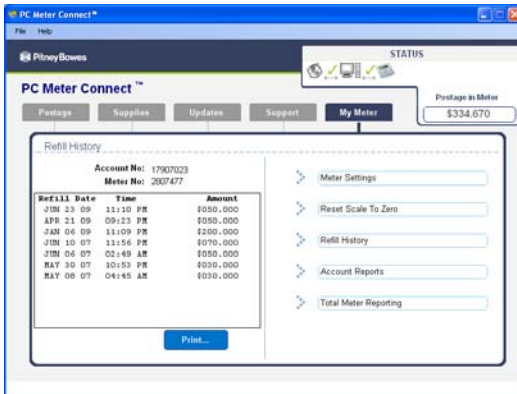 PC Meter Connect™
File Help
Pitney Bowes
STATUS
PC Meter Connect ™
Postage in Meter
$334.670
Postage Supplies Updates Support My Meter
Refill History
Account No: 17907023
Meter No: 2807477
Refill Date Time Amount
JUN 23 09 11:10 PM $050.000
APR 21 09 09:23 PM $050.000
JAN 06 09 11:09 PM $200.000
JUN 10 07 11:56 PM $070.000
JUN 06 07 02:49 AM $050.000
MAY 30 07 10:53 PM $030.000
MAY 08 07 04:45 AM $030.000
Print...
Meter Settings
Reset Scale To Zero
Refill History
Account Reports
Total Meter Reporting